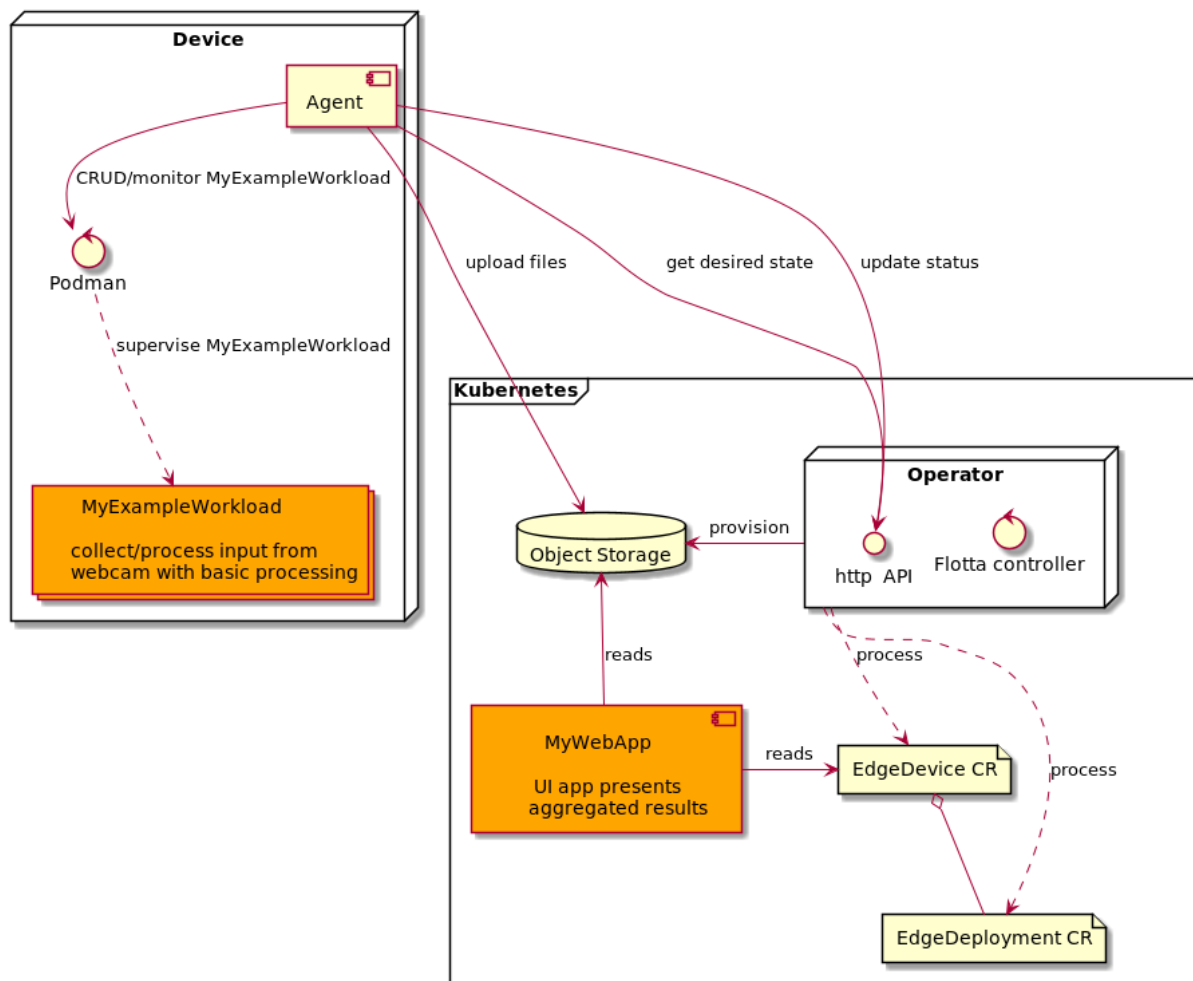 Device
Agent
CRUD/monitor MyExampleWorkload
Podman
upload files
get desired state
update status
supervise MyExampleWorkload
Kubernetes
MyExampleWorkload
collect/process input from
webcam with basic processing
Operator
Object Storage
provision
http  API
Flotta controller
reads
process
MyWebApp
UI app presents
aggregated results
reads
EdgeDevice CR
process
EdgeDeployment CR